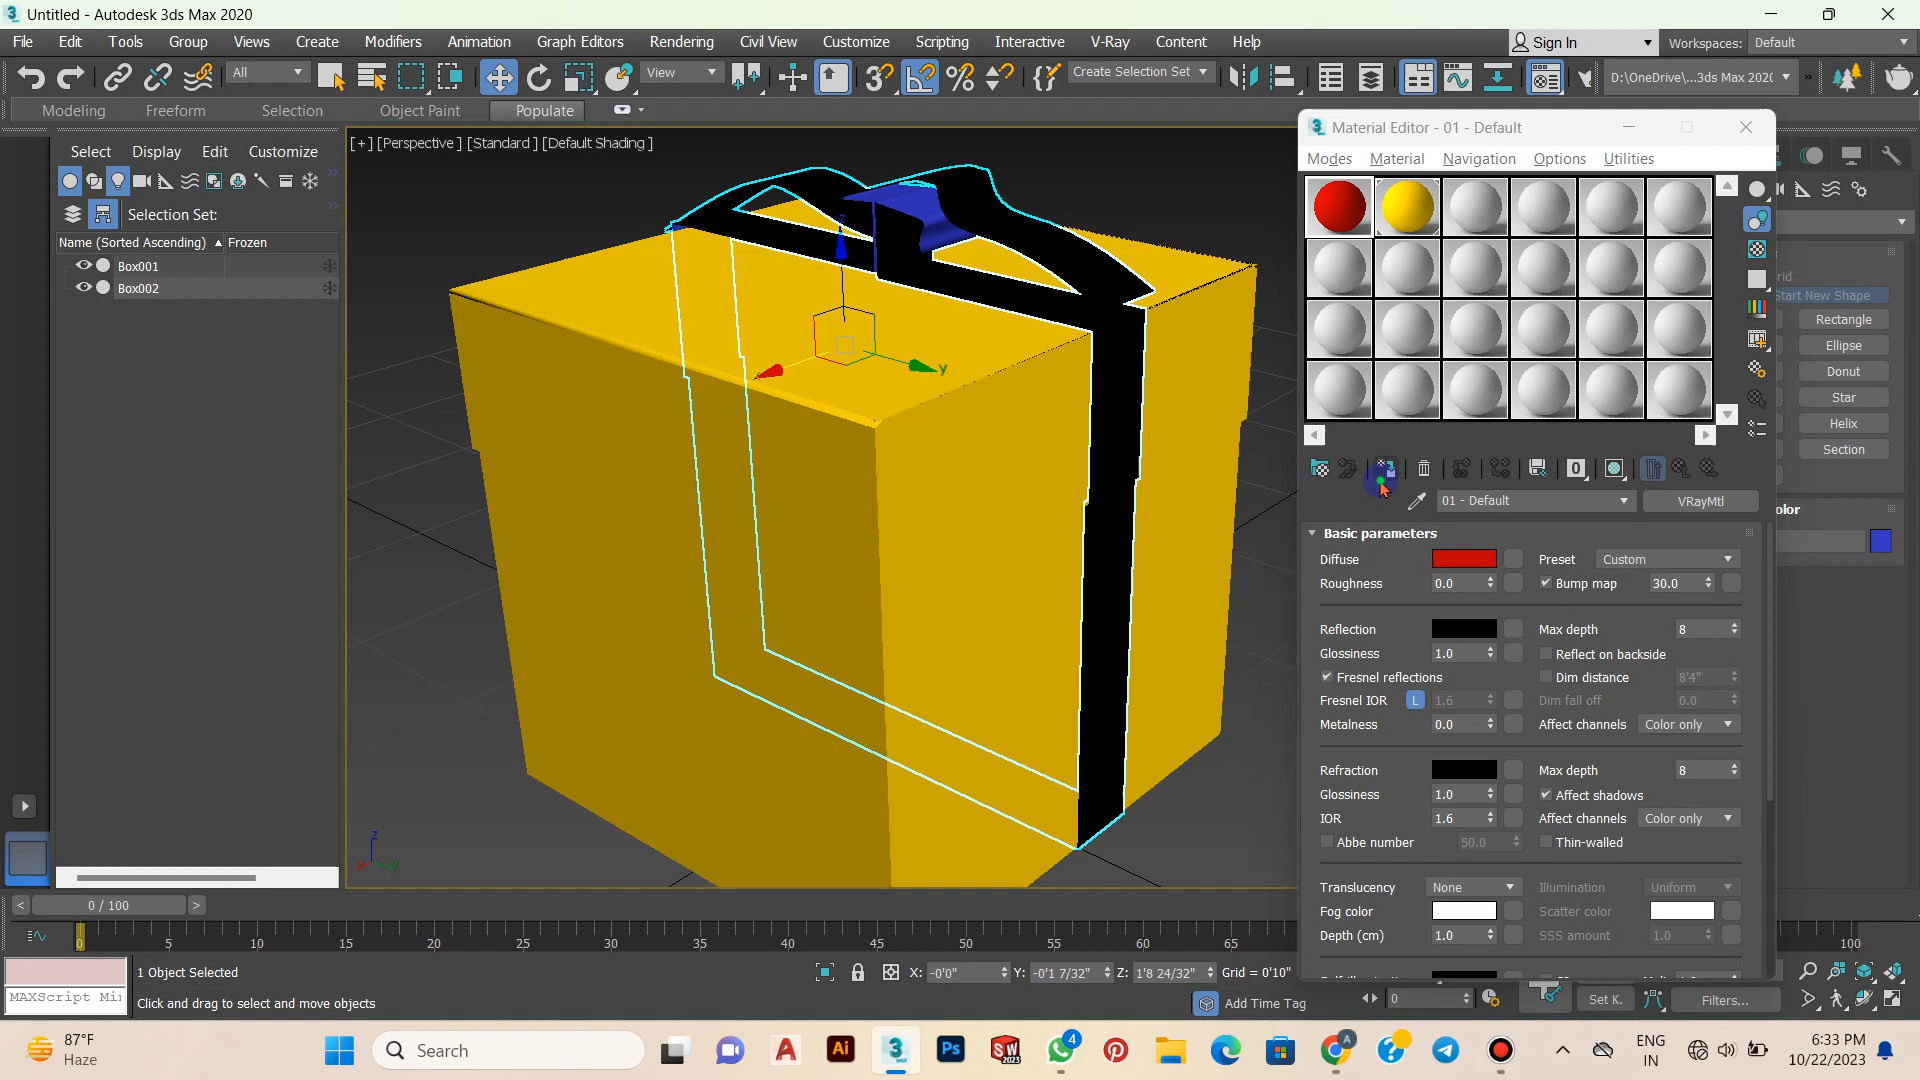 Untitled - Autodesk 3ds Max 2020
File Edit Tools Group Views Create Modifiers Animation Graph Editors Rendering Civil View Customize Scripting Interactive V-Ray Content Help
Sign In Workspaces: Default
All View Create Selection Set D:\OneDrive\...3ds Max 202(
Modeling Freeform Selection Object Paint Populate
Select Display Edit Customize
Selection Set:
Name (Sorted Ascending) Frozen
Box001
Box002
[+] [Perspective ] [Standard ] [Default Shading ]
z
y
z
x y
Material Editor - 01 - Default
Modes Material Navigation Options Utilities
0
01 - Default VRayMtl
Basic parameters
Diffuse Preset Custom
Roughness 0.0 Bump map 30.0
Reflection Max depth 8
Glossiness 1.0 Reflect on backside
Fresnel reflections Dim distance 8'4"
Fresnel IOR L 1.6 Dim fall off 0.0
Metalness 0.0 Affect channels Color only
Refraction Max depth 8
Glossiness 1.0 Affect shadows
IOR 1.6 Affect channels Color only
Abbe number 50.0 Thin-walled
Translucency None Illumination Uniform
Fog color Scatter color
Depth (cm) 1.0 SSS amount 1.0
Start New Shape
Rectangle
Ellipse
Donut
Star
Helix
Section
olor
0 / 100
0 5 10 15 20 25 30 35 40 45 50 55 60 65 100
1 Object Selected X: -0'0" Y: -0'1 7/32" Z: 1'8 24/32" Grid = 0'10"
MAXScript Mi
Click and drag to select and move objects
Add Time Tag 0 Set K. Filters...
87°F
Haze
Search
4
ENG
IN
6:33 PM
10/22/2023